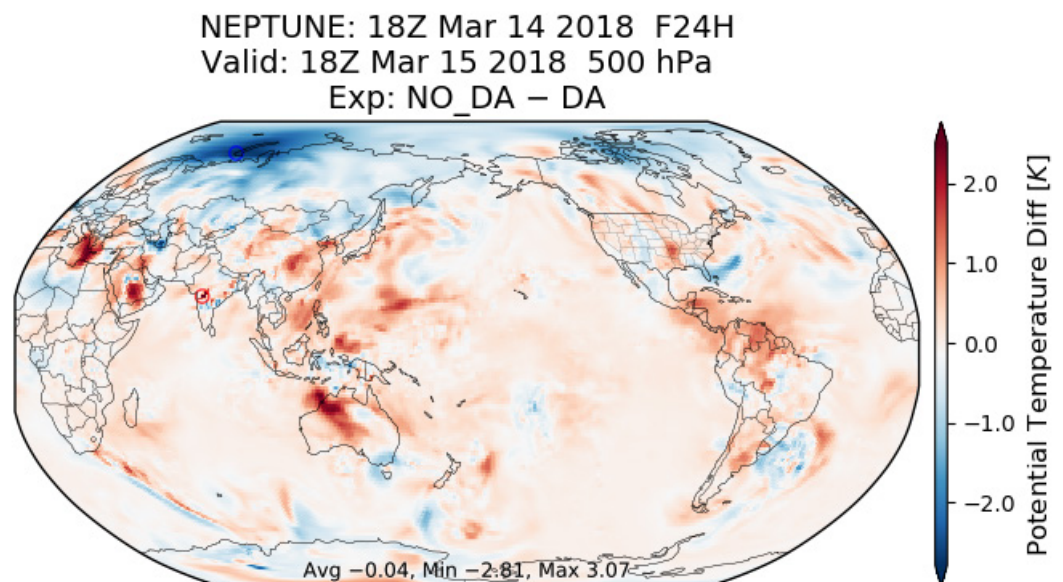 NEPTUNE: 18Z Mar 14 2018 F24H
Valid: 18Z Mar 15 2018 500 hPa
Exp: NO_DA − DA
2.0
1.0
0.0
−1.0
−2.0
Potential Temperature Diff [K]
Avg −0.04, Min −2.81, Max 3.07